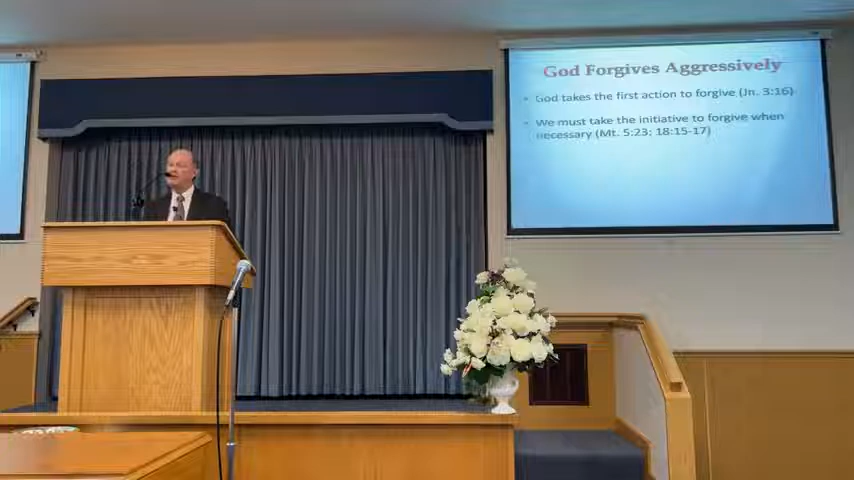 God Forgives Aggressively
• God takes the first action to forgive (Jn. 3:16)
• We must take the initiative to forgive when
necessary (Mt. 5:23; 18:15-17)